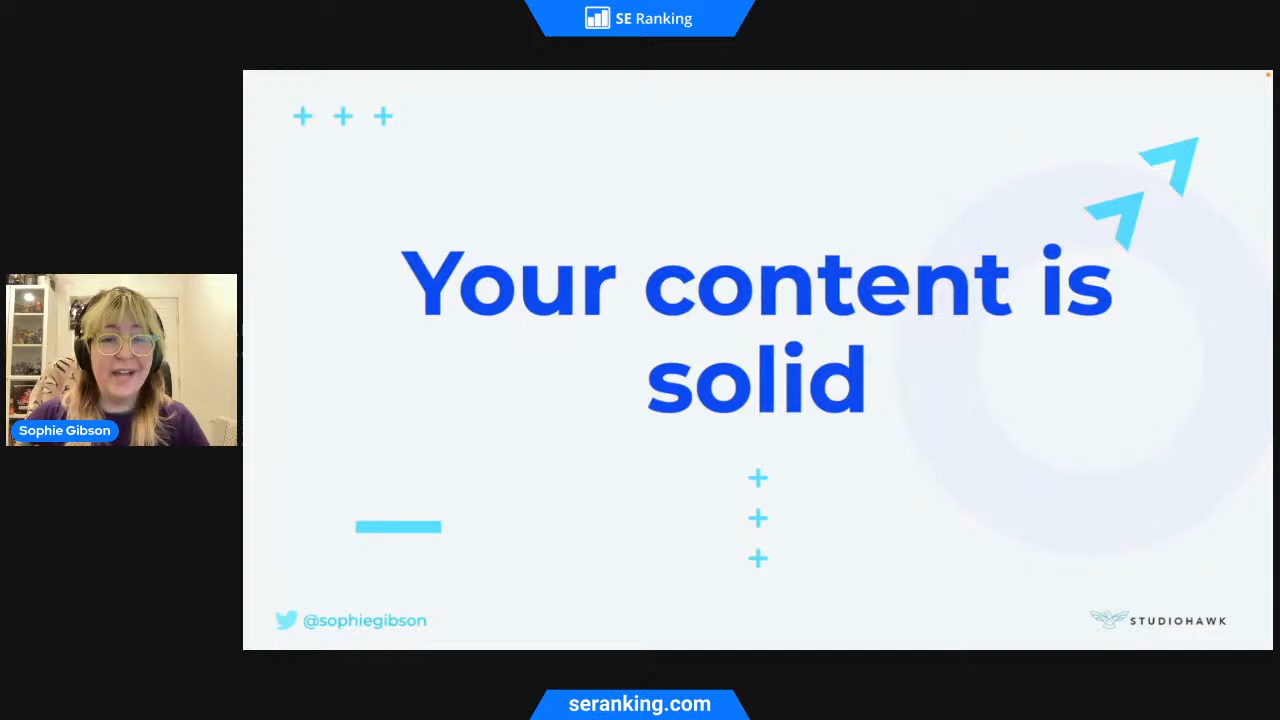 SE Ranking
Your content is
solid
Sophie Gibson
@sophiegibson
STUDIOHAWK
seranking.com